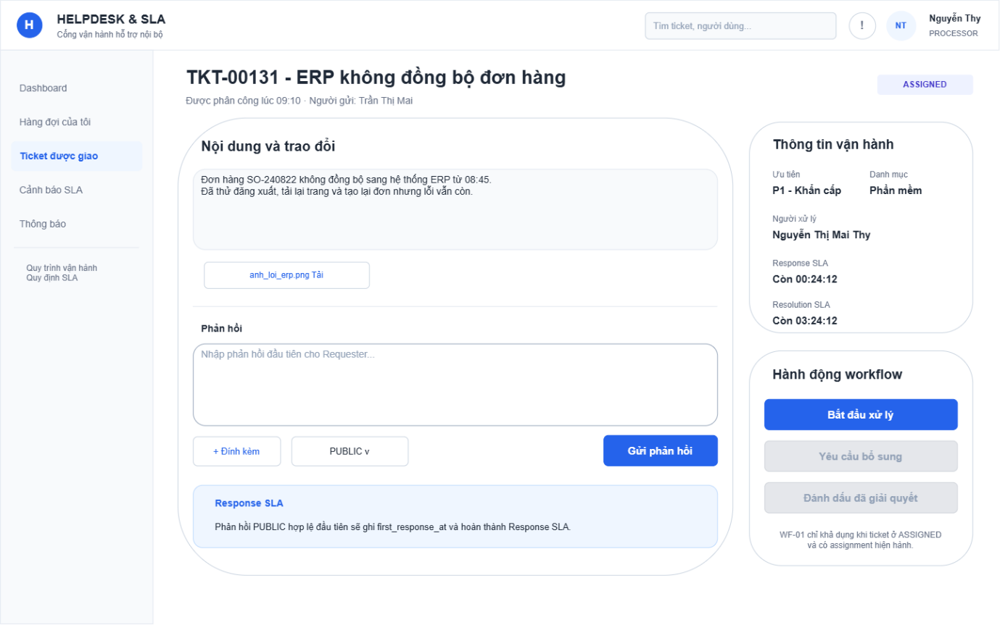 H
HELPDESK & SLA
Cổng vận hành hỗ trợ nội bộ
Tìm ticket, người dùng...
!
NT
Nguyễn Thy
PROCESSOR
Dashboard
Hàng đợi của tôi
Ticket được giao
Cảnh báo SLA
Thông báo
Quy trình vận hành
Quy định SLA
TKT-00131 - ERP không đồng bộ đơn hàng
Được phân công lúc 09:10 · Người gửi: Trần Thị Mai
ASSIGNED
Nội dung và trao đổi
Đơn hàng SO-240822 không đồng bộ sang hệ thống ERP từ 08:45.
Đã thử đăng xuất, tải lại trang và tạo lại đơn nhưng lỗi vẫn còn.
anh_loi_erp.png Tải
Phản hồi
Nhập phản hồi đầu tiên cho Requester...
+ Đính kèm
PUBLIC v
Gửi phản hồi
Response SLA
Phản hồi PUBLIC hợp lệ đầu tiên sẽ ghi first_response_at và hoàn thành Response SLA.
Thông tin vận hành
Ưu tiên
Danh mục
P1 - Khẩn cấp
Phần mềm
Người xử lý
Nguyễn Thị Mai Thy
Response SLA
Còn 00:24:12
Resolution SLA
Còn 03:24:12
Hành động workflow
Bắt đầu xử lý
Yêu cầu bổ sung
Đánh dấu đã giải quyết
WF-01 chỉ khả dụng khi ticket ở ASSIGNED
và có assignment hiện hành.